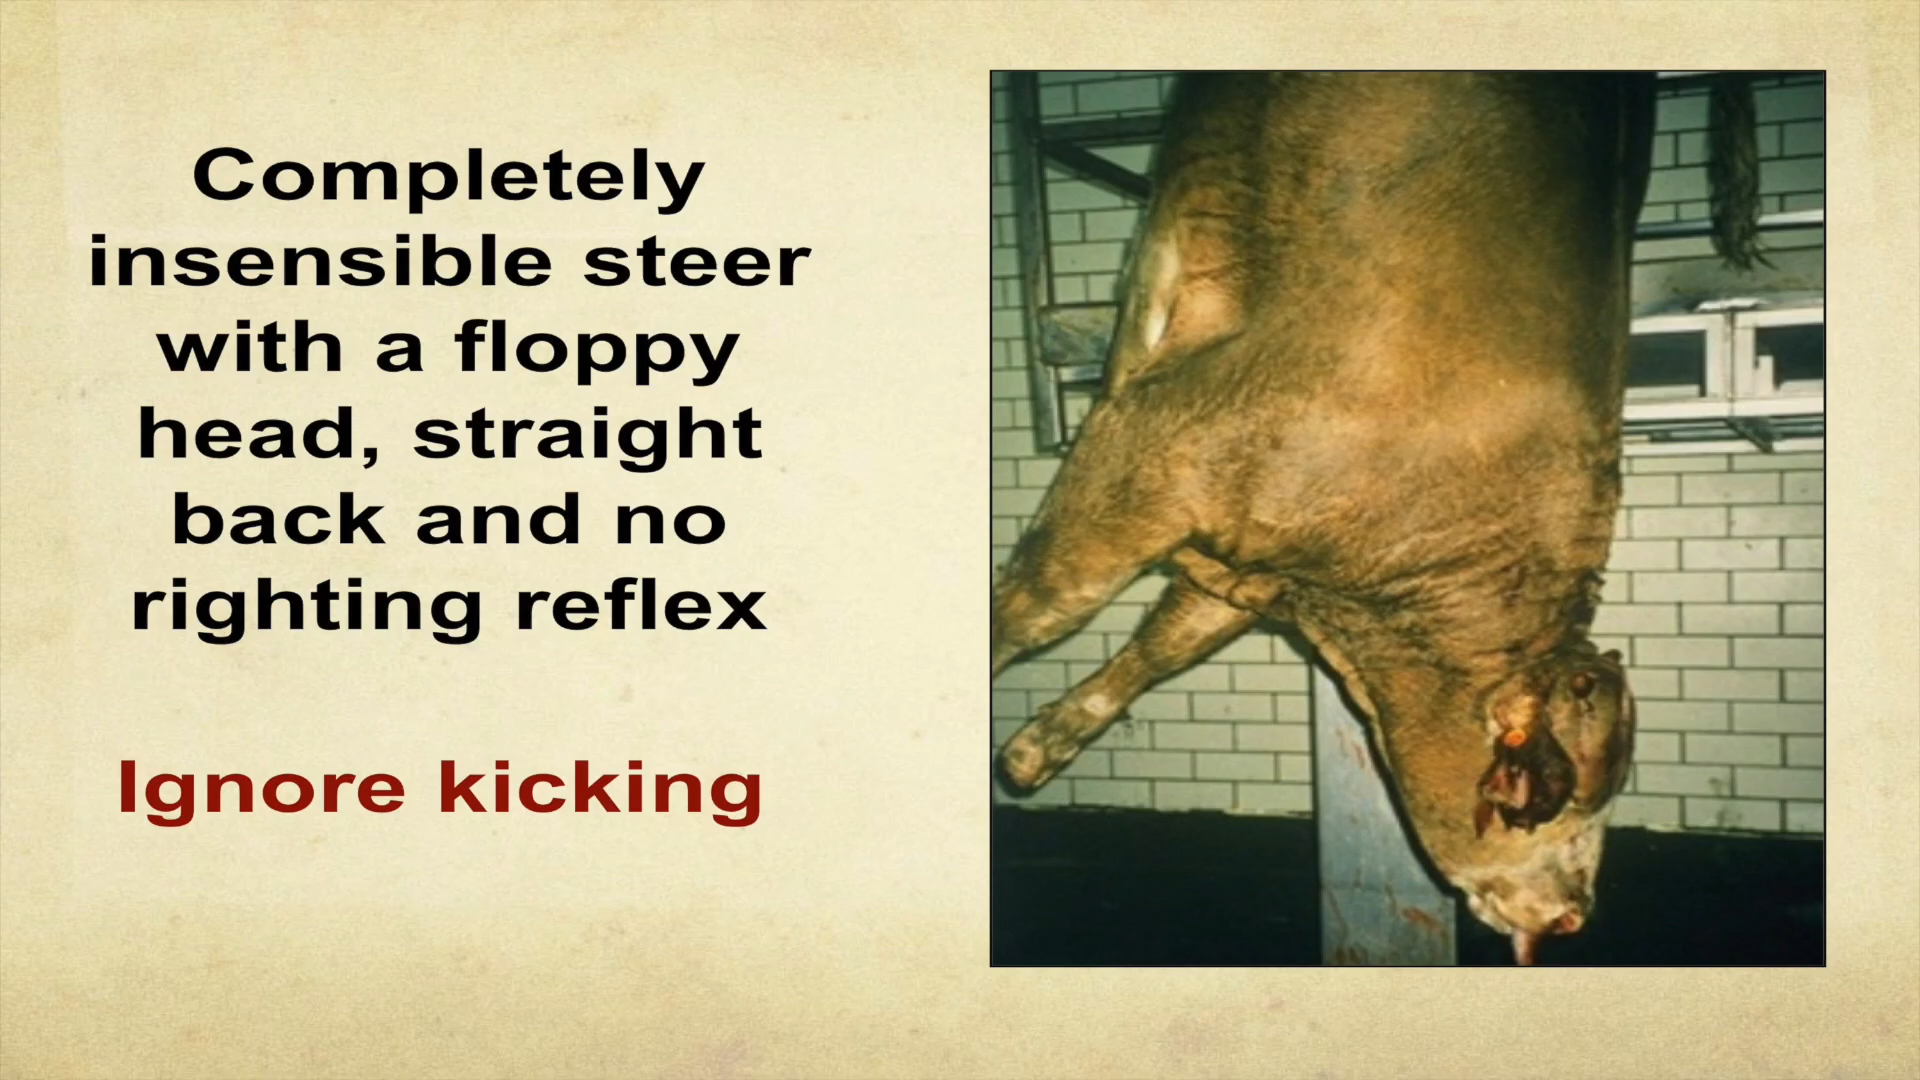 Completely
insensible steer
with a floppy
head, straight
back and no
righting reflex
Ignore kicking